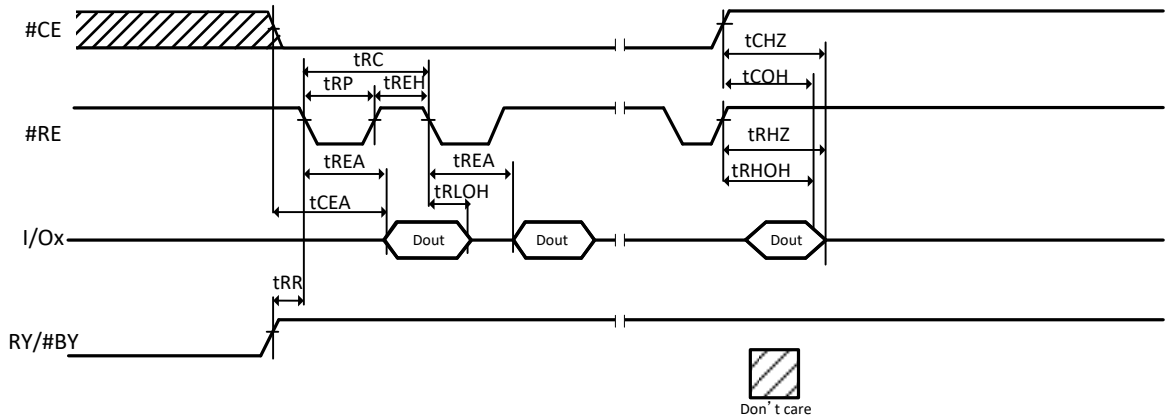 #CE
tCHZ
tRC
tCOH
tRP
tREH
#RE
tRHZ
tREA
tREA
tRHOH
tRLOH
tCEA
I/Ox
Dout
Dout
Dout
tRR
RY/#BY
Don't care